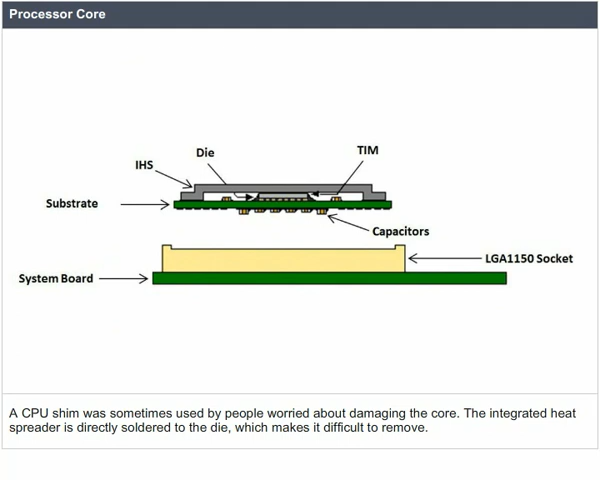 Processor Core
Die
TIM
IHS
Substrate
Capacitors
LGA1150 Socket
System Board
A CPU shim was sometimes used by people worried about damaging the core. The integrated heat
spreader is directly soldered to the die, which makes it difficult to remove.